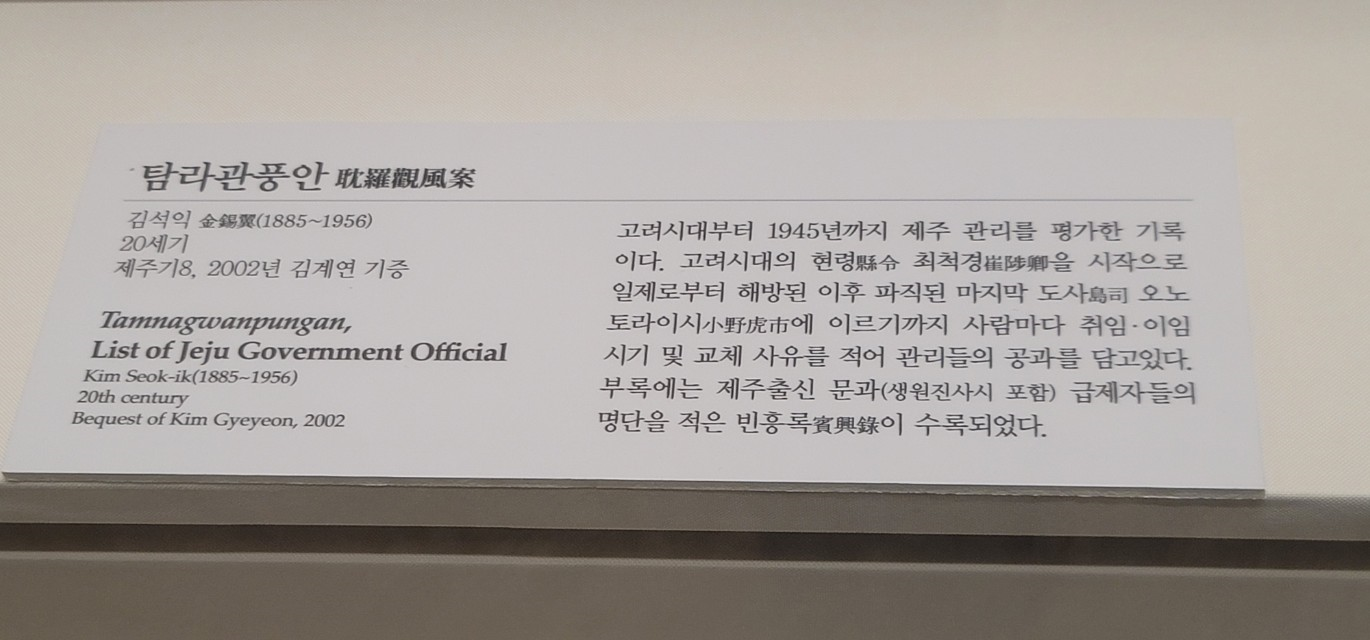 탐라관풍안 耽羅觀風案
김석익 金錫翼(1885~1956)
20세기
제주기8, 2002년 김계연 기증
Tamnagwanpungan,
List of Jeju Government Official
Kim Seok-ik(1885~1956)
20th century
Bequest of Kim Gyeyeon, 2002
고려시대부터 1945년까지 제주 관리를 평가한 기록
이다. 고려시대의 현령縣令 최척경崔陟卿을 시작으로
일제로부터 해방된 이후 파직된 마지막 도사島司 오노
토라이시小野虎市에 이르기까지 사람마다 취임·이임
시기 및 교체 사유를 적어 관리들의 공과를 담고있다.
부록에는 제주출신 문과(생원진사시 포함) 급제자들의
명단을 적은 빈흥록賓興錄이 수록되었다.